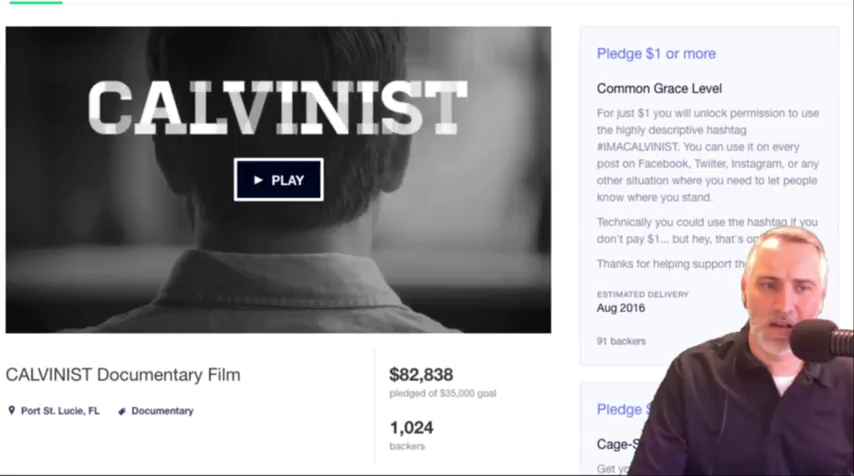 CALVINIST
PLAY
CALVINIST Documentary Film
Port St. Lucie, FL
Documentary
$82,838
pledged of $35,000 goal
1,024
backers
Pledge $1 or more
Common Grace Level
For just $1 you will unlock permission to use
the highly descriptive hashtag
#IMACALVINIST. You can use it on every
post on Facebook, Twitter, Instagram, or any
other situation where you need to let people
know where you stand.
Technically you could use the hashtag if you
don't pay $1... but hey, that's
Thanks for helping support
ESTIMATED DELIVERY
Aug 2016
91 backers
Pledge
Get